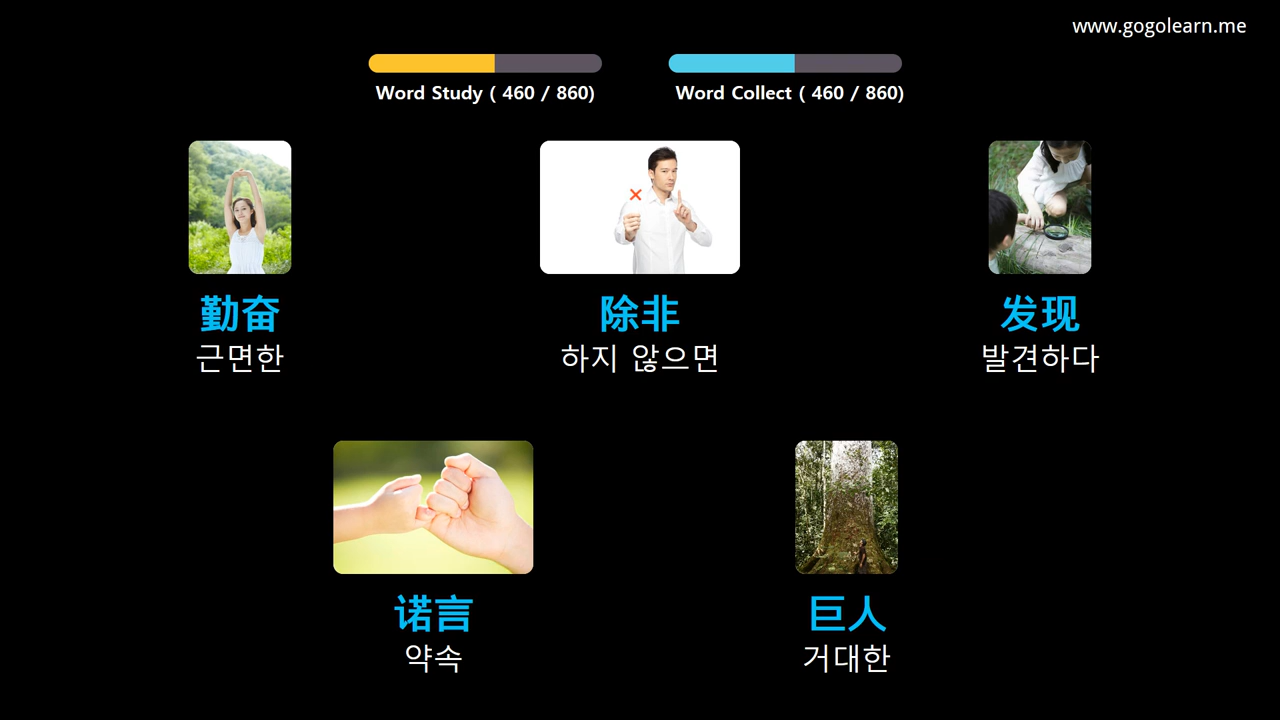 www.gogolearn.me
Word Study ( 460 / 860)
Word Collect ( 460 / 860)
勤奋
근면한
除非
하지 않으면
发现
발견하다
诺言
약속
巨人
거대한